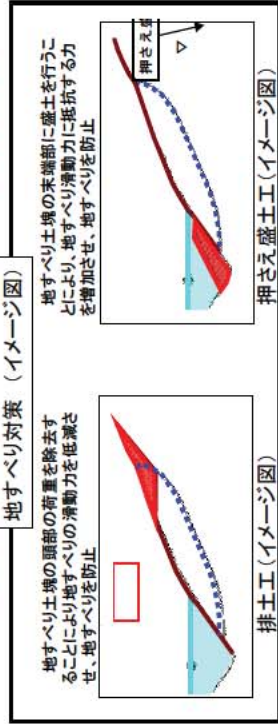 地すべり対策 (イメージ図)
地すべり土塊の頭部の荷重を除去す
ることにより地すべりの滑動力を低減さ
せ、地すべりを防止
排土工(イメージ図)
地すべり土塊の末端部に盛土を行うこ
とにより、地すべり滑動力に抵抗する力
を増加させ、地すべりを防止
押さえ盛
▽
押さえ盛土工(イメージ図)